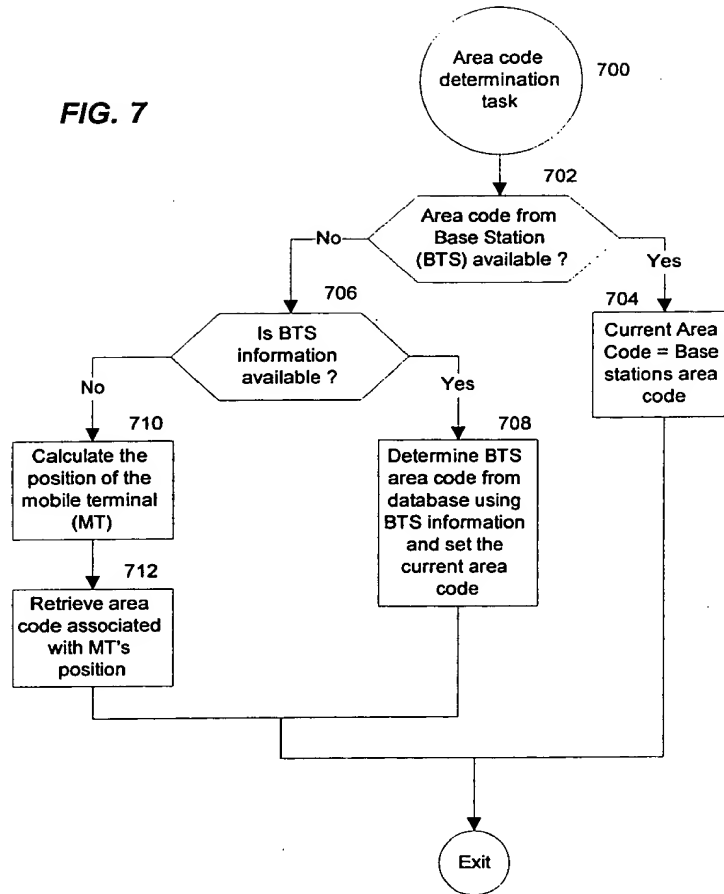 FIG. 7
Area code
determination
task
700
702
Area code from
Base Station
(BTS) available ?
No
Yes
706
Is BTS
information
available ?
704
Current Area
Code = Base
stations area
code
No
Yes
710
Calculate the
position of the
mobile terminal
(MT)
708
Determine BTS
area code from
database using
BTS information
and set the
current area
code
712
Retrieve area
code associated
with MT's
position
Exit